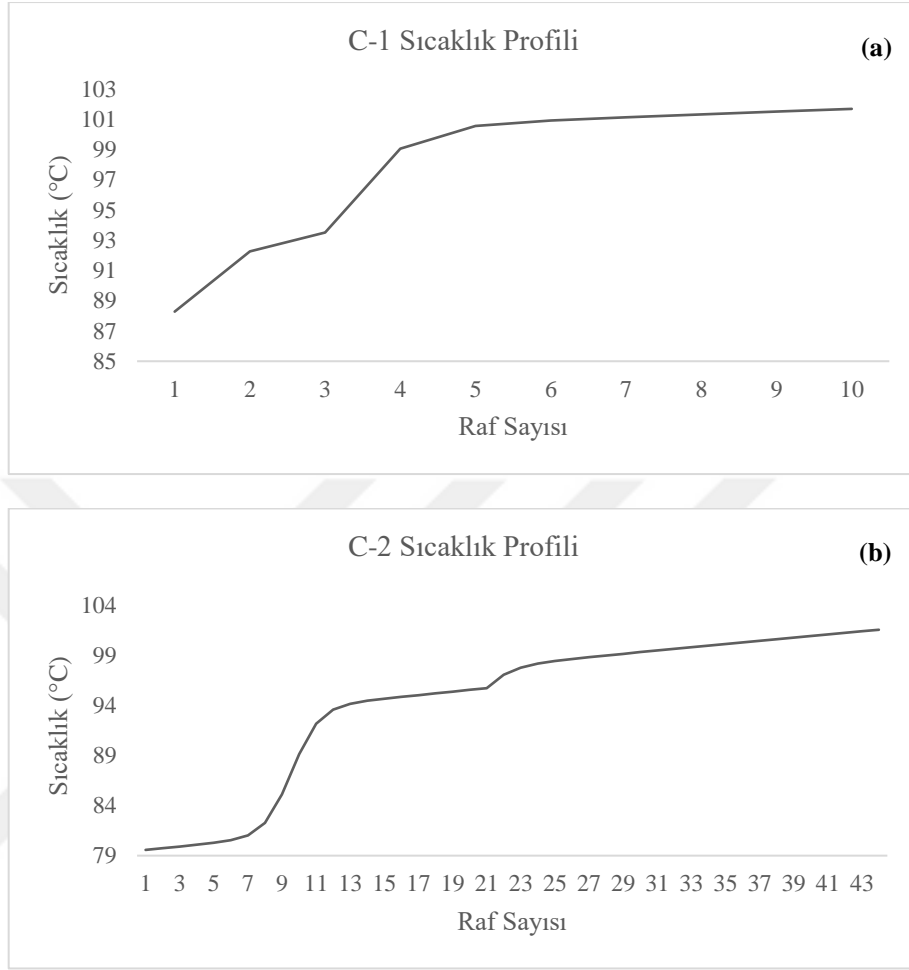 C-1 Sıcaklık Profili
(a)
103
101
99
97
95
93
91
89
87
85
Sıcaklık (°C)
1 2 3 4 5 6 7 8 9 10
Raf Sayısı
C-2 Sıcaklık Profili
(b)
104
99
94
89
84
79
Sıcaklık (°C)
1 3 5 7 9 11 13 15 17 19 21 23 25 27 29 31 33 35 37 39 41 43
Raf Sayısı